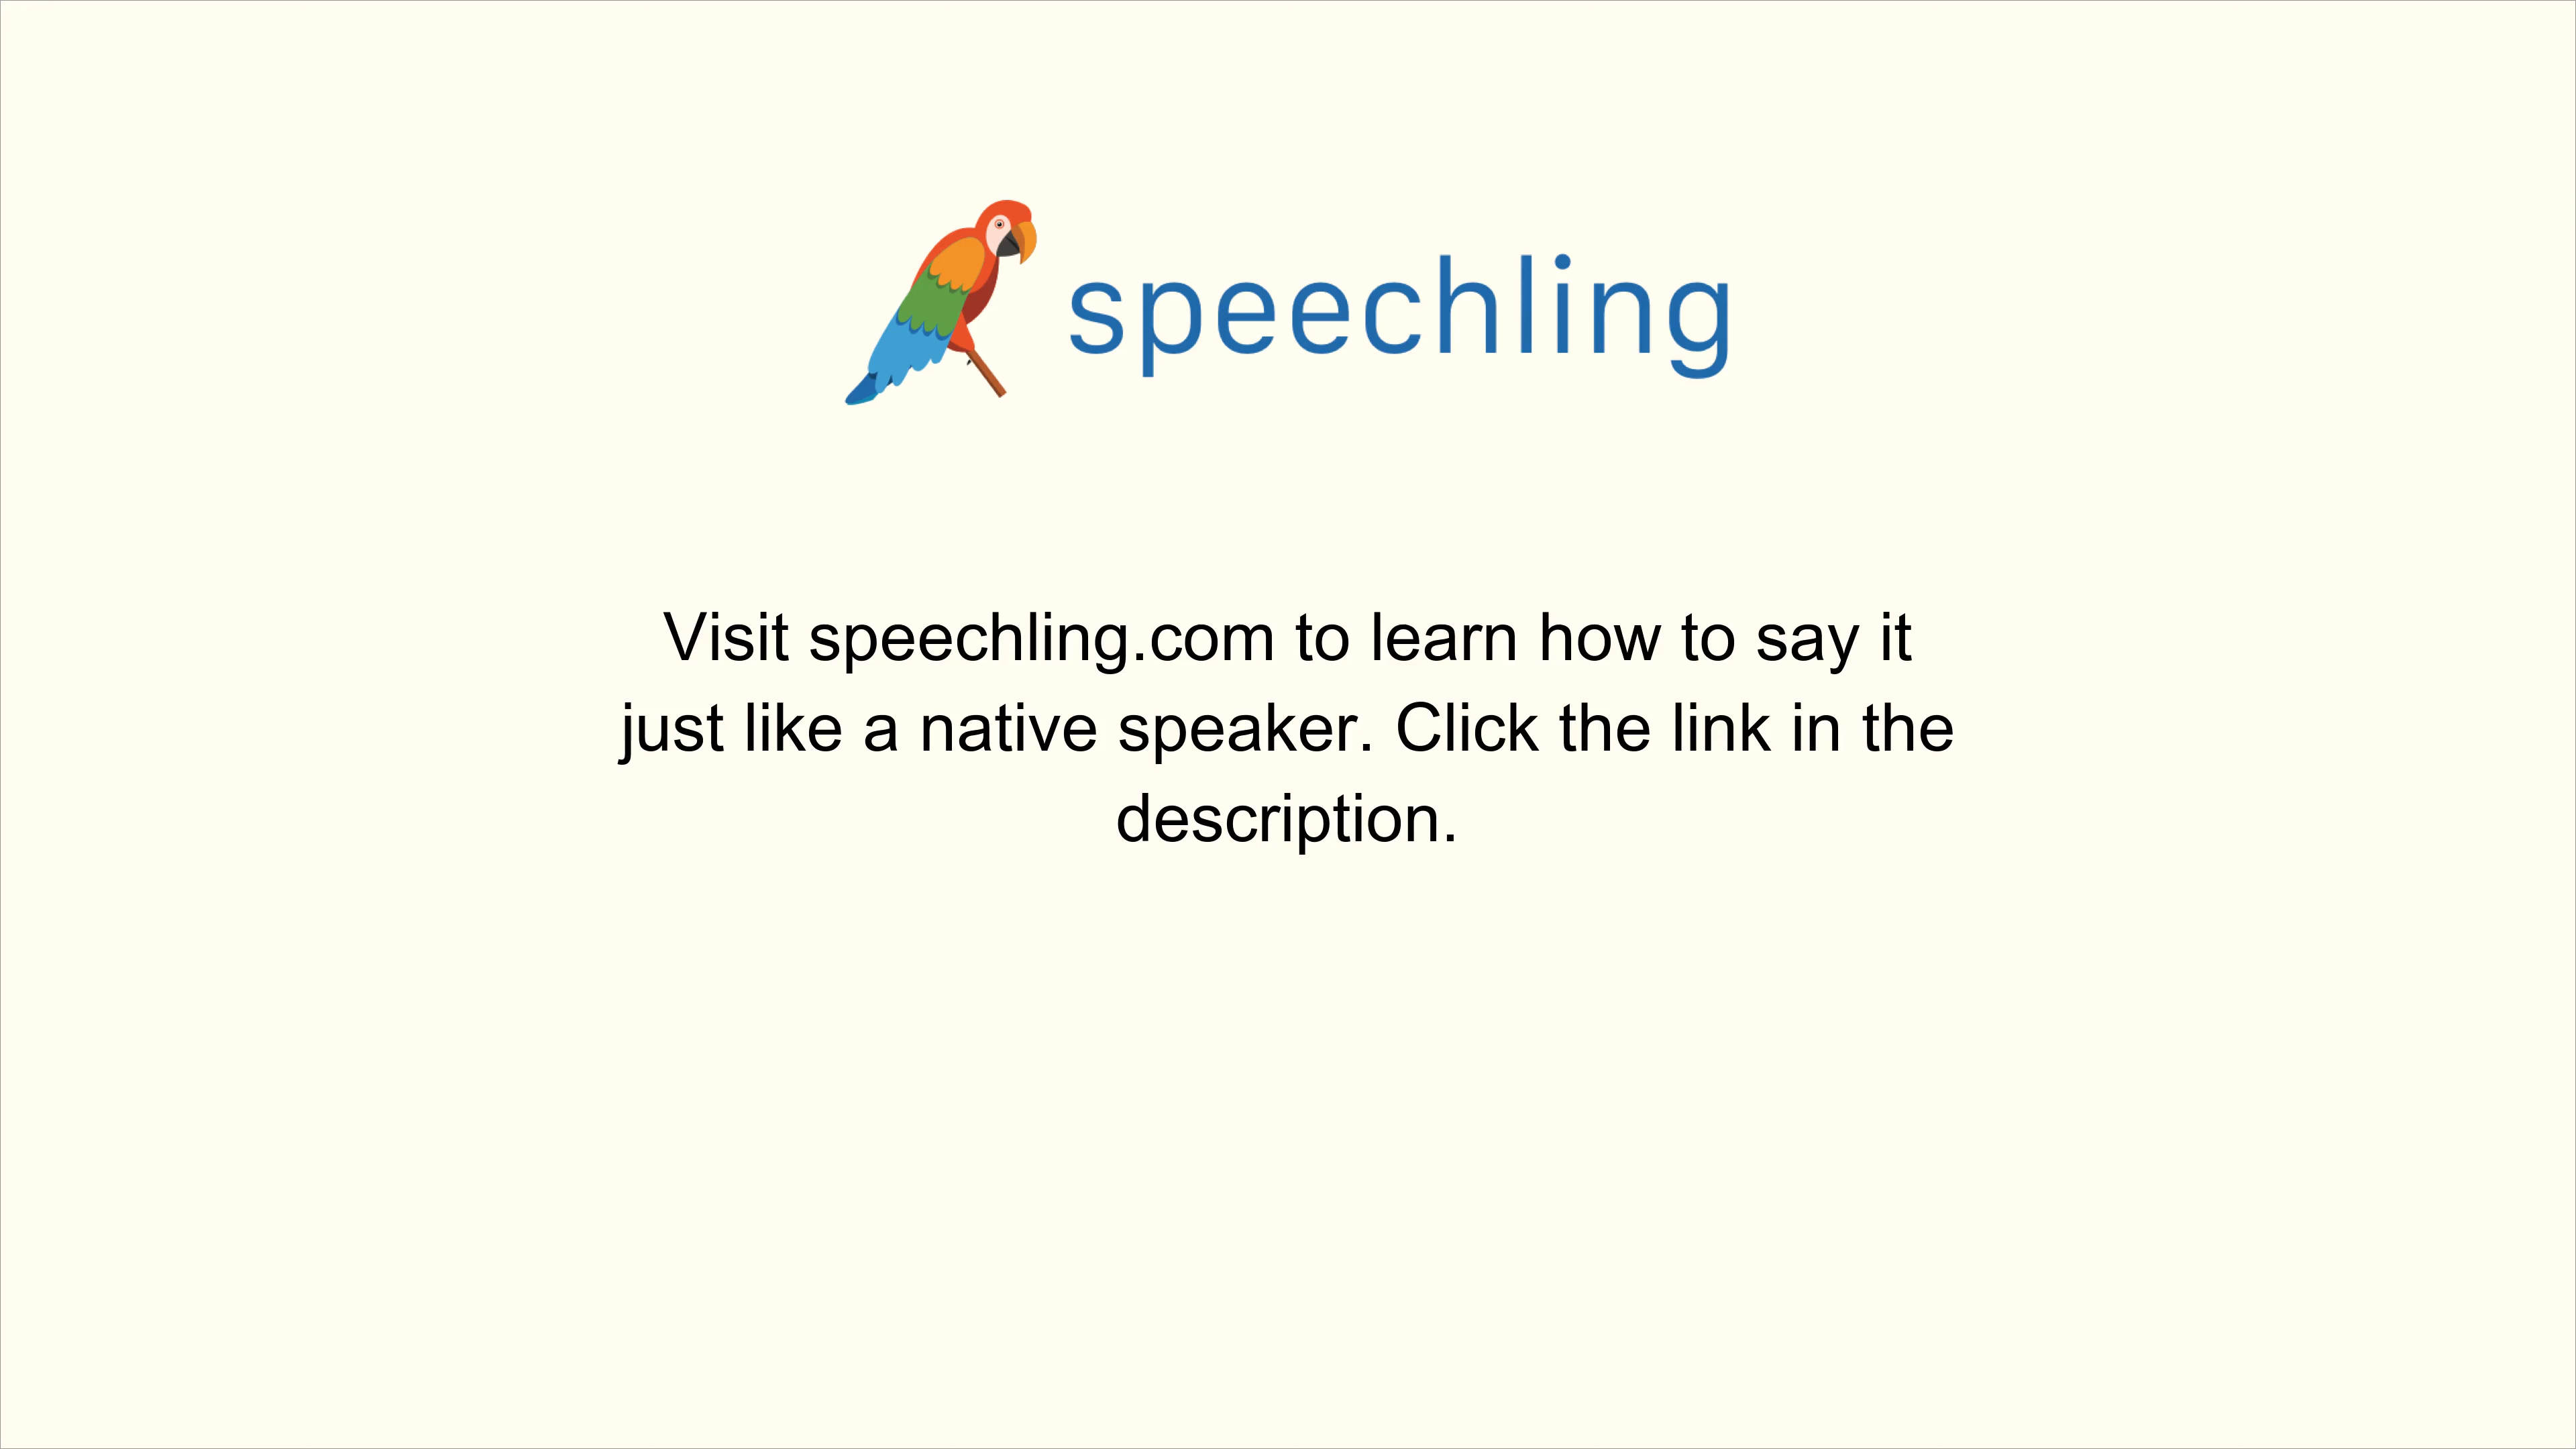 speechling
Visit speechling.com to learn how to say it
just like a native speaker. Click the link in the
description.